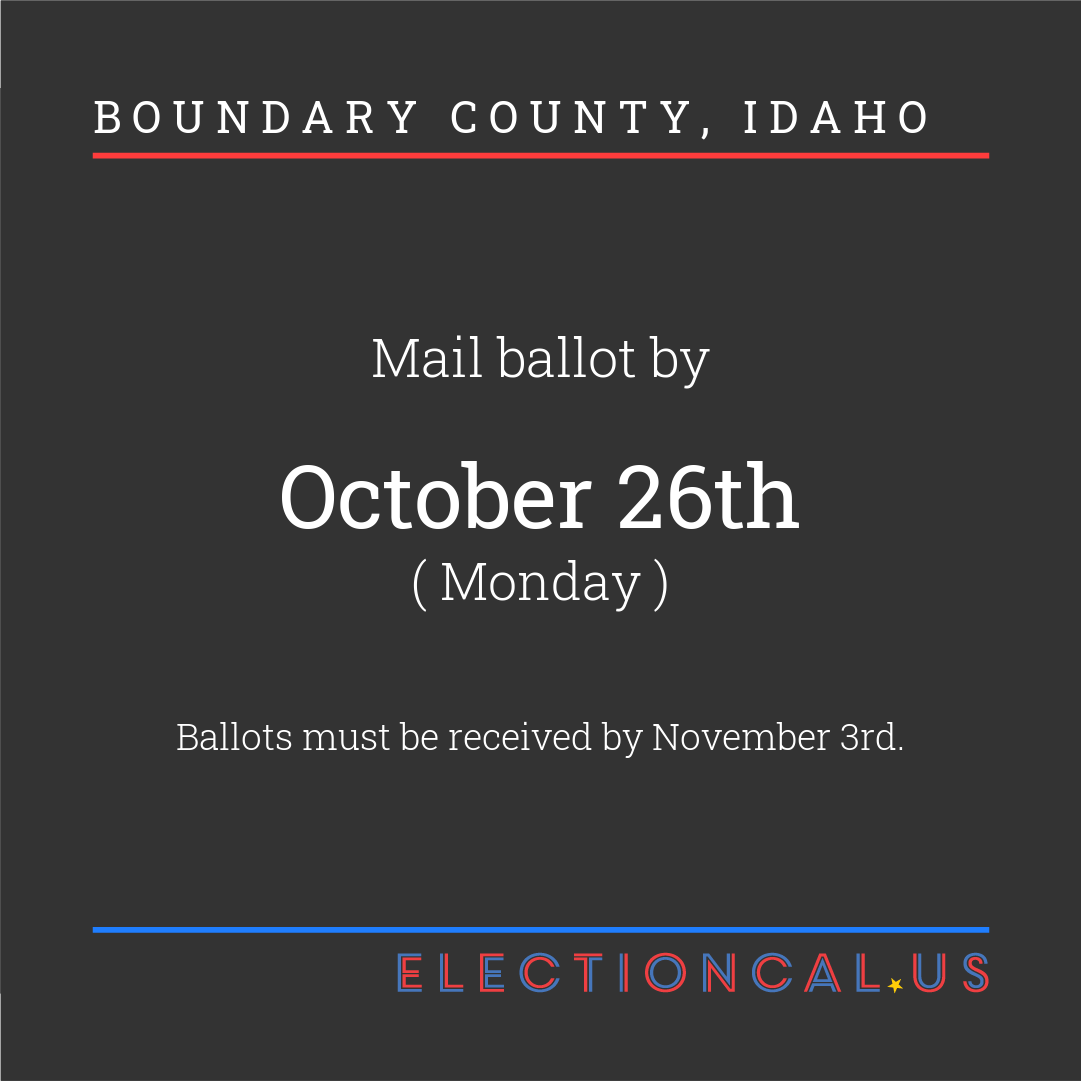 BOUNDARY COUNTY, IDAHO
Mail ballot by
October 26th
( Monday )
Ballots must be received by November 3rd.
ELECTIONCAL.US